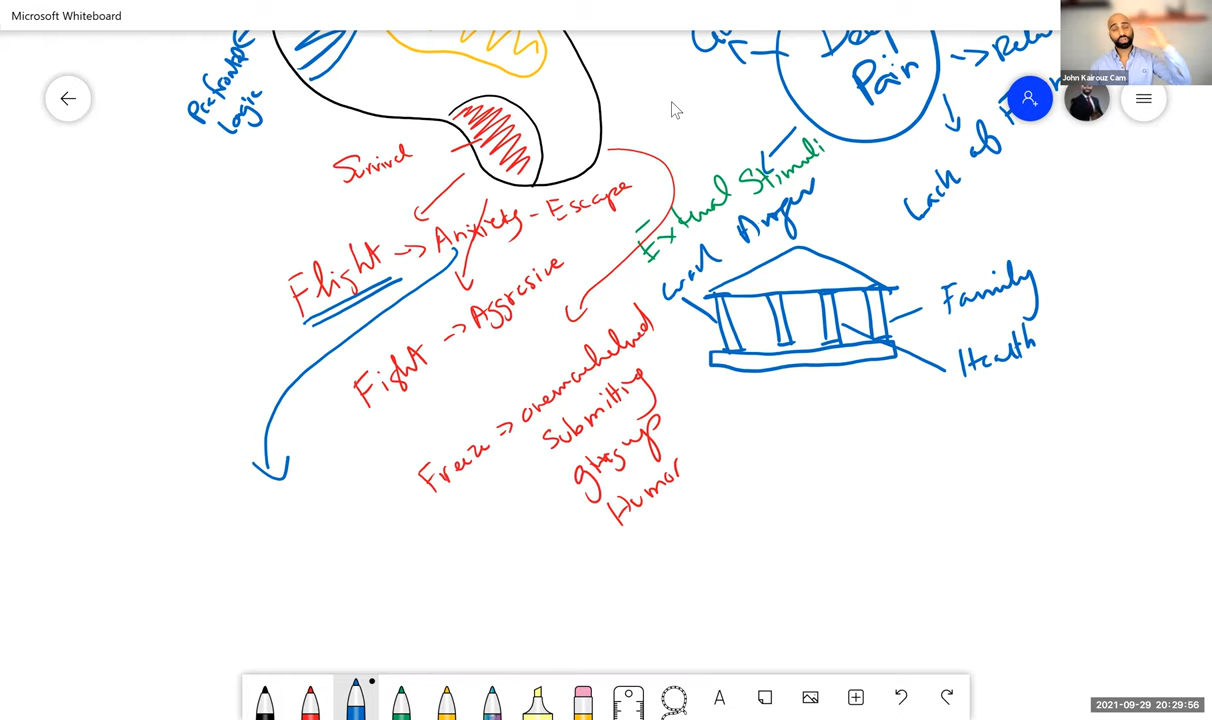 Microsoft Whiteboard
John Kairouz Cam
Prefrontal
Logic
Deep
Pain
Lack of
External Stimuli
Survival
Anger
Flight -> Anxiety - Escape
Fight -> Aggresive
Freeze => overwhelmed
Submitting
giving up
Humor
work
Family
Health
A
2021-09-29 20:29:56